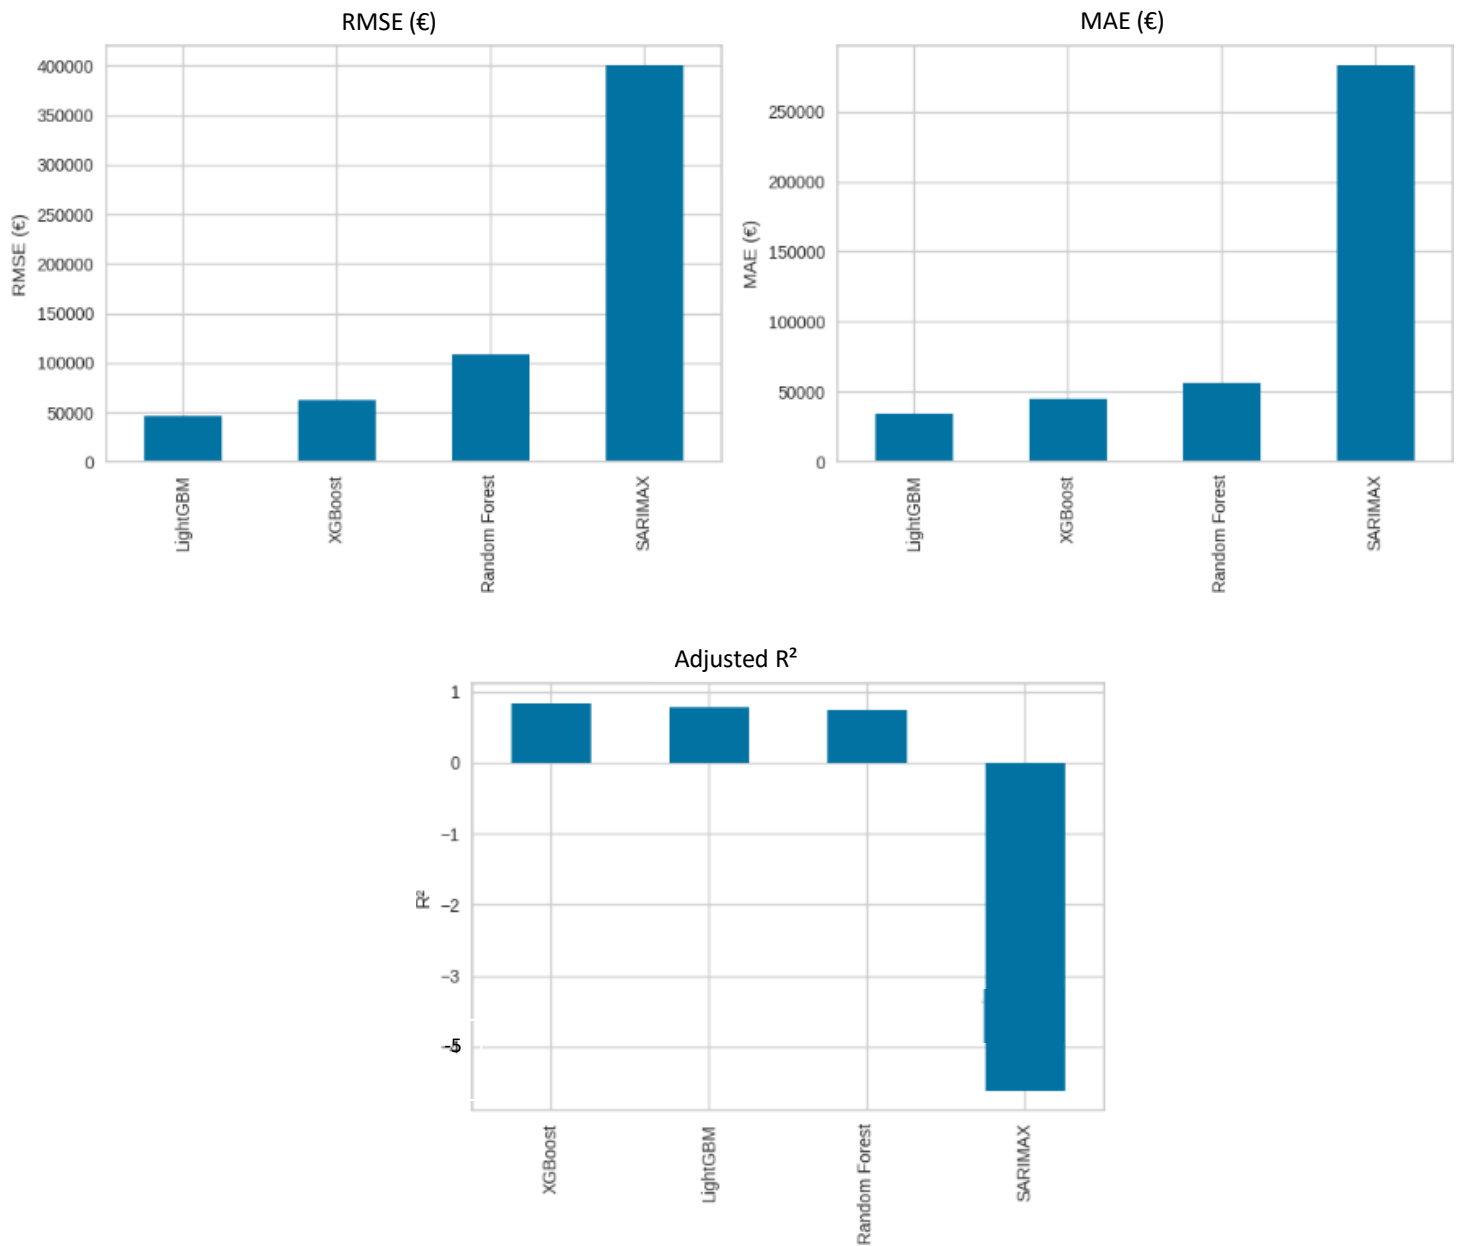 RMSE (€)
400000
350000
300000
250000
200000
150000
100000
50000
0
RMSE (€)
LightGBM
XGBoost
Random Forest
SARIMAX
MAE (€)
250000
200000
150000
100000
50000
0
MAE (€)
LightGBM
XGBoost
Random Forest
SARIMAX
Adjusted R²
1
0
−1
−2
−3
-5
R²
XGBoost
LightGBM
Random Forest
SARIMAX